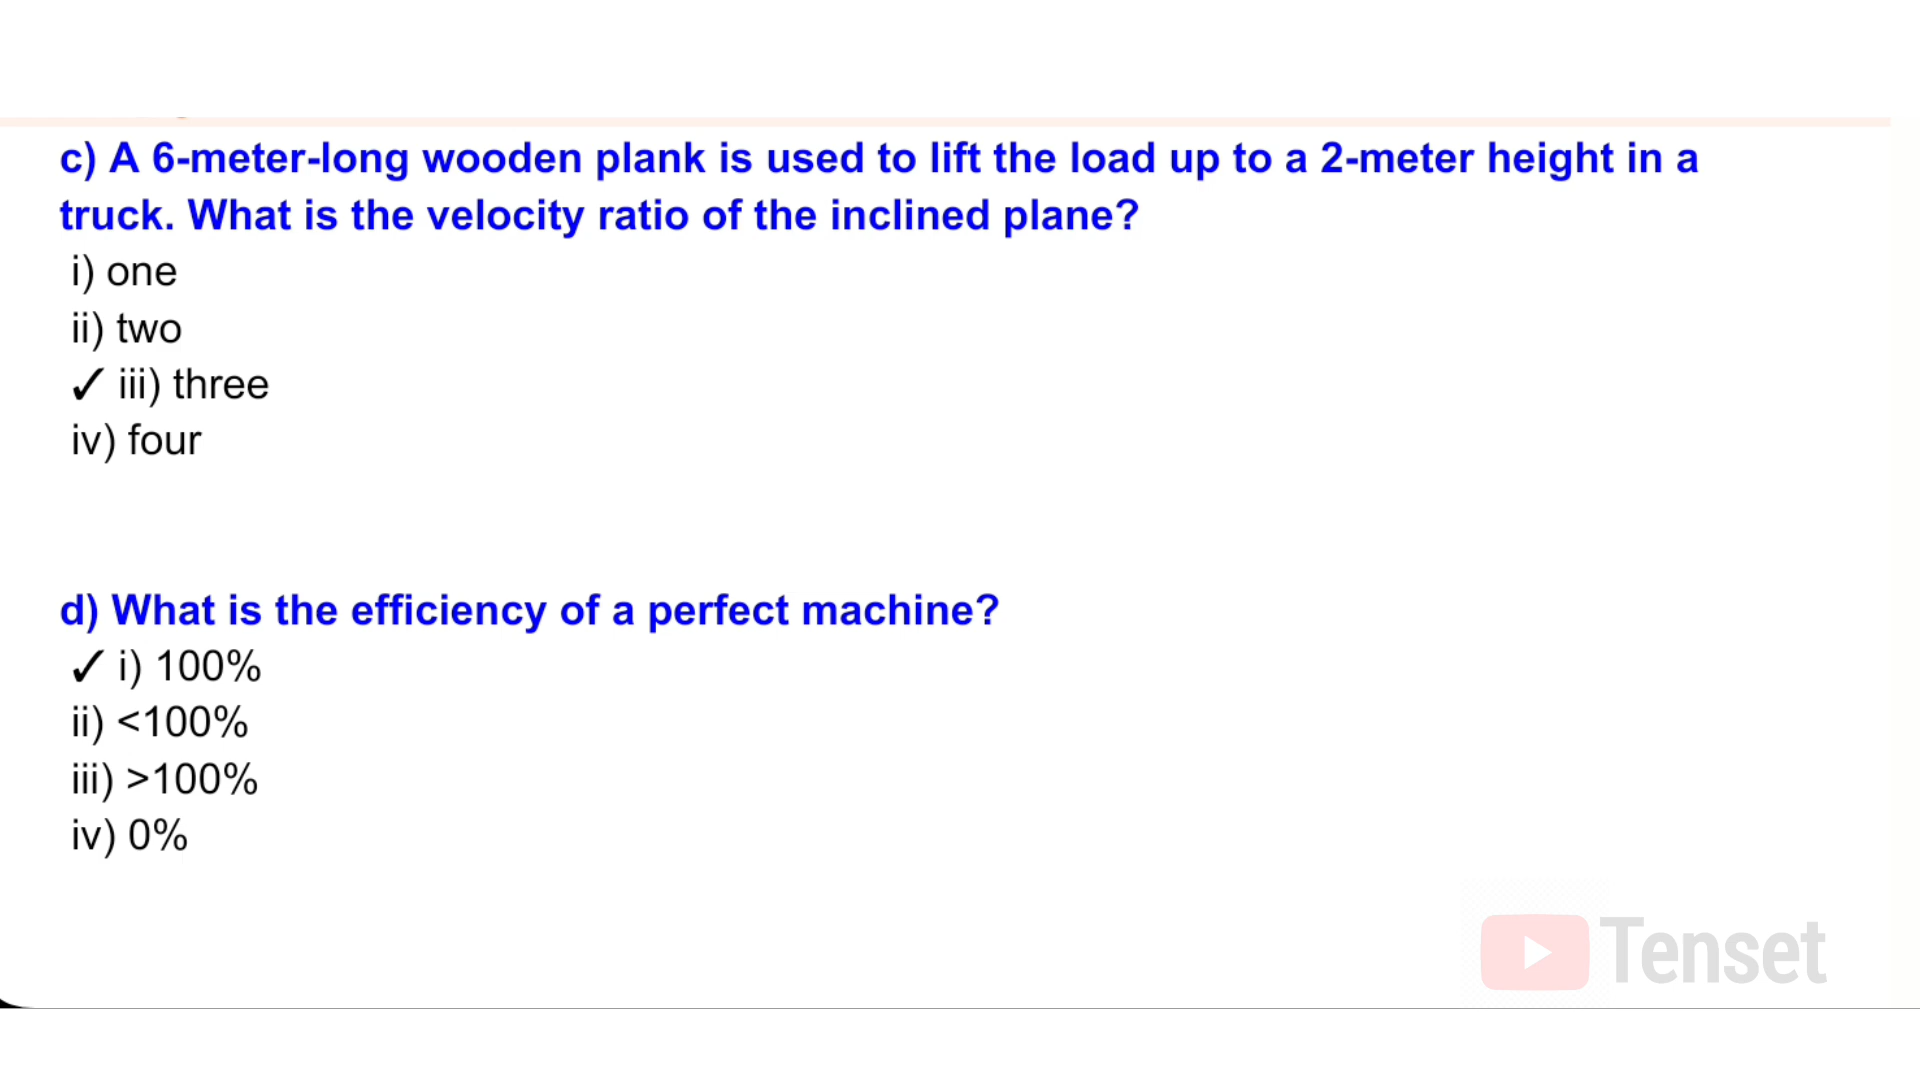 c) A 6-meter-long wooden plank is used to lift the load up to a 2-meter height in a
truck. What is the velocity ratio of the inclined plane?
i) one
ii) two
✓ iii) three
iv) four
d) What is the efficiency of a perfect machine?
✓ i) 100%
ii) <100%
iii) >100%
iv) 0%
Tenset